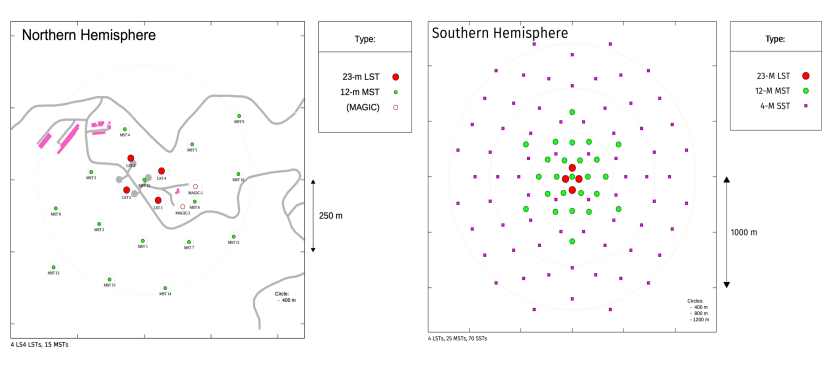 Northern Hemisphere
Type:
23-m LST
12-m MST
(MAGIC)
MST 4
MST 5
MST 9
LST 4
MST 3
MST 10
MAGIC-1
LST 3
LST 1
MST 6
MAGIC-2
MST 8
MST 2
MST 1
MST 7
MST 11
MST 12
MST 13
MST 14
250 m
Circle:
- 400 m
4 LS4 LSTs, 15 MSTs
Southern Hemisphere
Type:
23-M LST
12-M MST
4-M SST
1000 m
Circles:
- 400 m
- 800 m
- 1200 m
4 LSTs, 25 MSTs, 70 SSTs